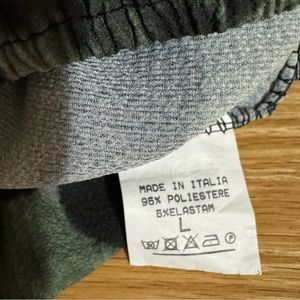 MADE IN ITALIA
95% POLIESTERE
5%ELASTAM
L